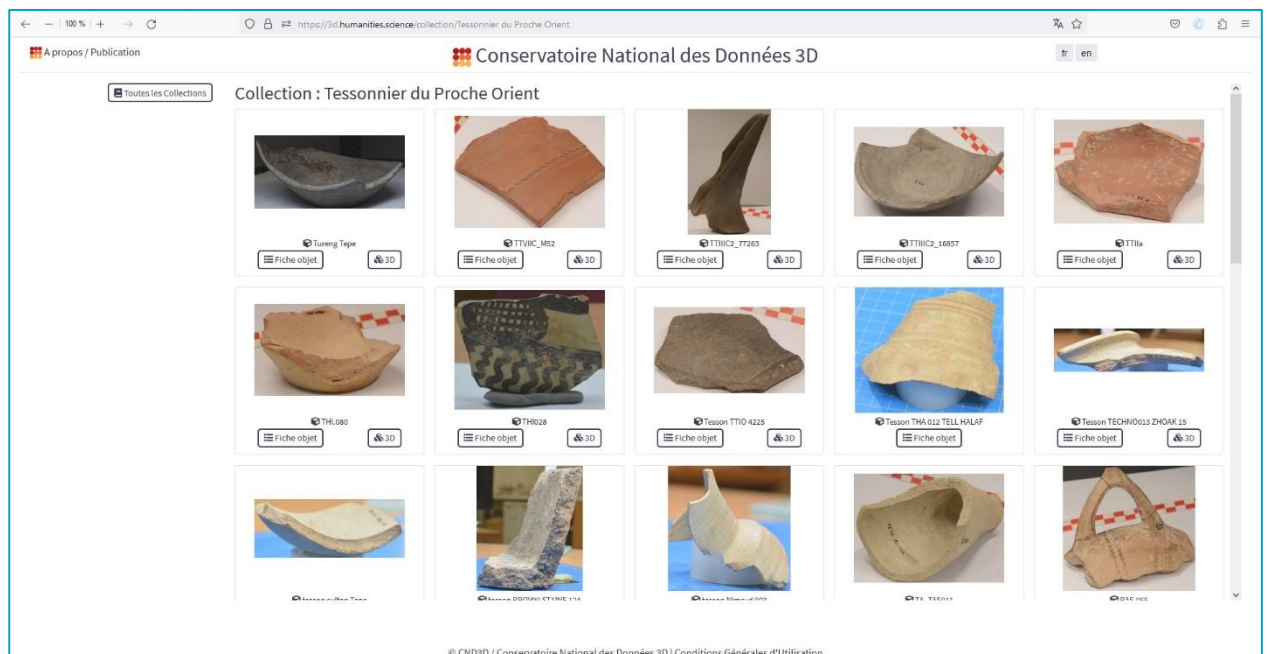 100 %
https://3d.humanities.science/collection/Tessonnier du Proche Orient
A propos / Publication
Conservatoire National des Données 3D
fr en
Toutes les Collections
Collection : Tessonnier du Proche Orient
Tureng Tepe
TTVIIC_M52
TTIIIC2_77263
TTIIIC2_16857
TTIIa
Fiche objet 3D
Fiche objet 3D
Fiche objet 3D
Fiche objet 3D
Fiche objet 3D
THI.080
THI028
Tesson TTIO 4225
Tesson THA 012 TELL HALAF
Tesson TECHNO013 ZHOAK 15
Fiche objet 3D
Fiche objet 3D
Fiche objet 3D
Fiche objet
Fiche objet 3D
© CND3D / Conservatoire National des Données 3D | Conditions Générales d'Utilisation